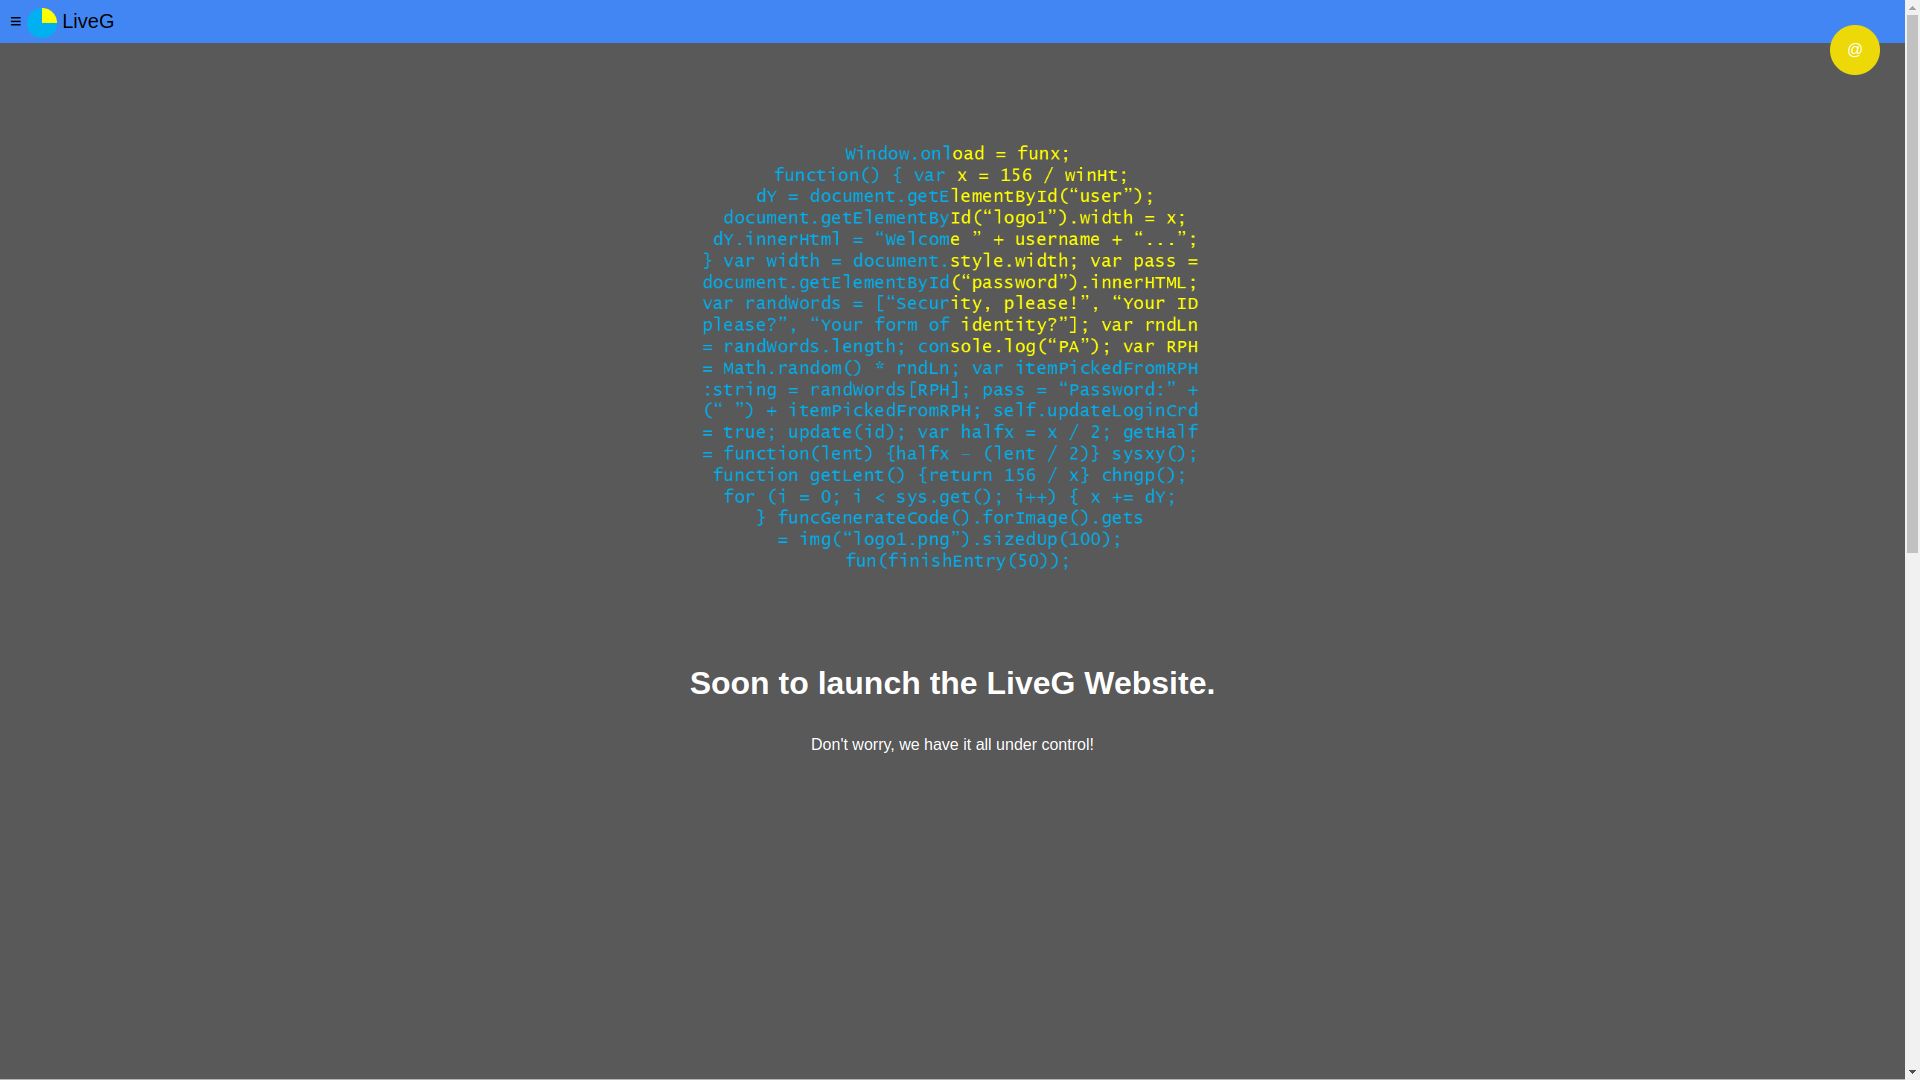 ≡ LiveG
@
Window.onload = funx;
function() { var x = 156 / winHt;
dY = document.getElementById(“user”);
document.getElementById(“logo1”).width = x;
dY.innerHtml = “Welcome ” + username + “...”;
} var width = document.style.width; var pass =
document.getElementById(“password”).innerHTML;
var randWords = [“Security, please!”, “Your ID
please?”, “Your form of identity?”]; var rndLn
= randWords.length; console.log(“PA”); var RPH
= Math.random() * rndLn; var itemPickedFromRPH
:string = randWords[RPH]; pass = “Password:” +
(“ ”) + itemPickedFromRPH; self.updateLoginCrd
= true; update(id); var halfx = x / 2; getHalf
= function(lent) {halfx - (lent / 2)} sysxy();
function getLent() {return 156 / x} chngp();
for (i = 0; i < sys.get(); i++) { x += dY;
} funcGenerateCode().forImage().gets
= img(“logo1.png”).sizedUp(100);
fun(finishEntry(50));
Soon to launch the LiveG Website.
Don't worry, we have it all under control!